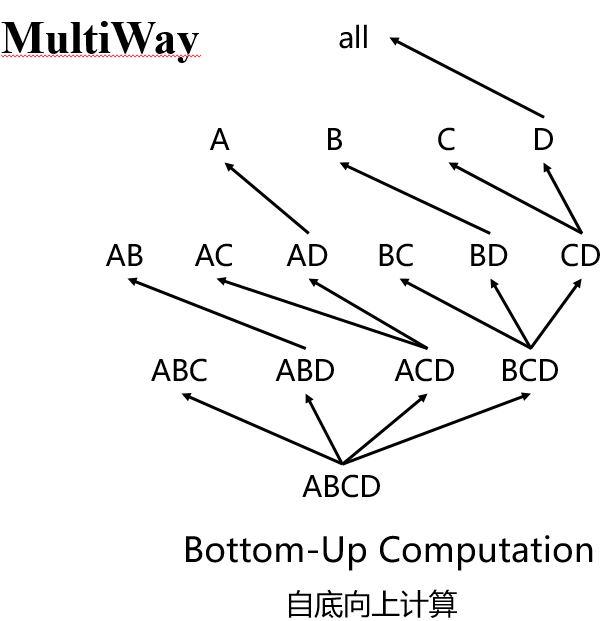 MultiWay
all
A B C D
AB AC AD BC BD CD
ABC ABD ACD BCD
ABCD
Bottom-Up Computation
自底向上计算